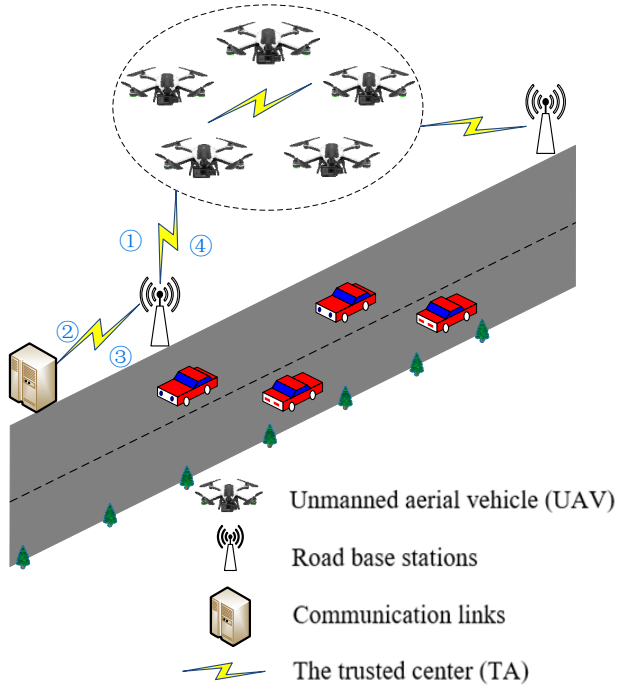 ①
④
②
③
Unmanned aerial vehicle (UAV)
Road base stations
Communication links
The trusted center (TA)